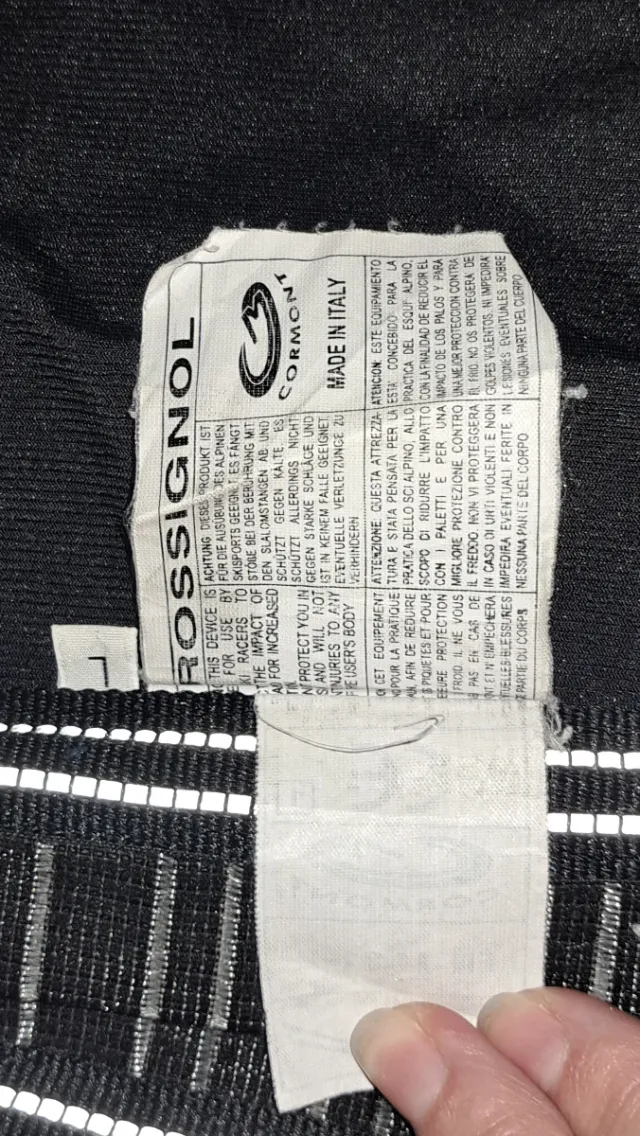 ROSSIGNOL
CORMONT
MADE IN ITALY
THIS DEVICE IS
FOR USE BY
RACERS TO
THE IMPACT OF
FOR INCREASED
PROTECT YOU IN
AND WILL NOT
INJURIES TO ANY
USER'S BODY
ACHTUNG DIESES PRODUKT IST
FÜR DIE AUSÜBUNG DES ALPINEN
SKISPORTS GEEIGNET ES FÄNGT
STÖBE BEI DER BERÜHRUNG MIT
DEN SLALOMSTANGEN AB UND
SCHÜTZT GEGEN KÄLTE. ES
SCHÜTZT ALLERDINGS NICHT
GEGEN STARKE SCHLÄGE UND
IST IN KEINEM FALLE GEEIGNET
EVENTUELLE VERLETZUNGE ZU
VERHINDERN
CET EQUIPEMENT
POUR LA PRATIQUE
AFIN DE REDUIRE
PIQUETES ET POUR
PROTECTION
FROID. IL NE VOUS
PAS EN CAS DE
ET N'EMPECHERA
BLESSURES
PARTIE DU CORPS
ATTENZIONE. QUESTA ATTREZZA-
TURA E STATA PENSATA PER LA
PRATICA DELLO SCI ALPINO, ALLO
SCOPO DI RIDURRE L'IMPATTO
CON I PALETTI E PER UNA
MIGLIORE PROTEZIONE CONTRO
IL FREDDO. NON VI PROTEGGERA
IN CASO DI URTI VIOLENTI E NON
IMPEDIRA EVENTUALI FERITE IN
NESSUNA PARTE DEL CORPO
ATENCION: ESTE EQUIPAMIENTO
ESTA CONCEBIDO PARA LA
PRACTICA DEL ESQUI ALPINO,
CON LA FINALIDAD DE REDUCIR EL
IMPACTO DE LOS PALOS Y PARA
UNA MEJOR PROTECCION CONTRA
EL FRIO. NO OS PROTEGERA DE
GOLPES VIOLENTOS, NI IMPEDIRA
LESIONES EVENTUALES SOBRE
NINGUNA PARTE DEL CUERPO
L